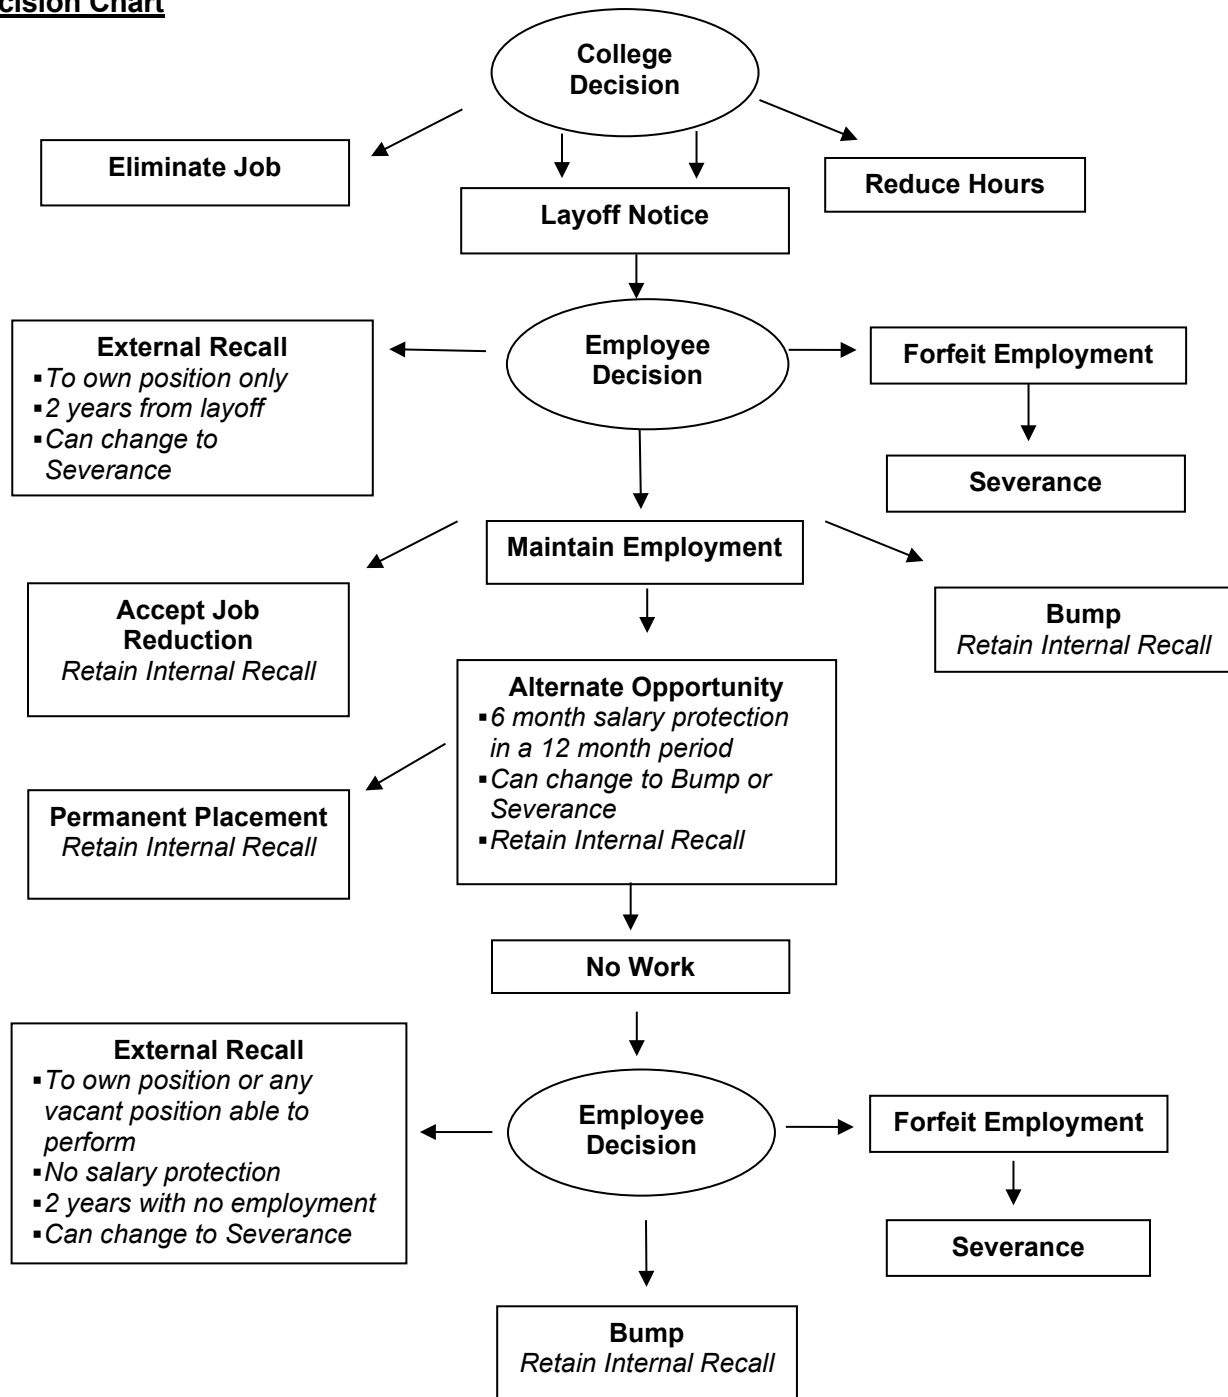 cision Chart
College
Decision
Eliminate Job
Reduce Hours
Layoff Notice
External Recall
▪To own position only
▪2 years from layoff
▪Can change to
Severance
Employee
Decision
Forfeit Employment
Severance
Maintain Employment
Accept Job
Reduction
Retain Internal Recall
Bump
Retain Internal Recall
Alternate Opportunity
▪6 month salary protection
in a 12 month period
▪Can change to Bump or
Severance
▪Retain Internal Recall
Permanent Placement
Retain Internal Recall
No Work
External Recall
▪To own position or any
vacant position able to
perform
▪No salary protection
▪2 years with no employment
▪Can change to Severance
Employee
Decision
Forfeit Employment
Severance
Bump
Retain Internal Recall